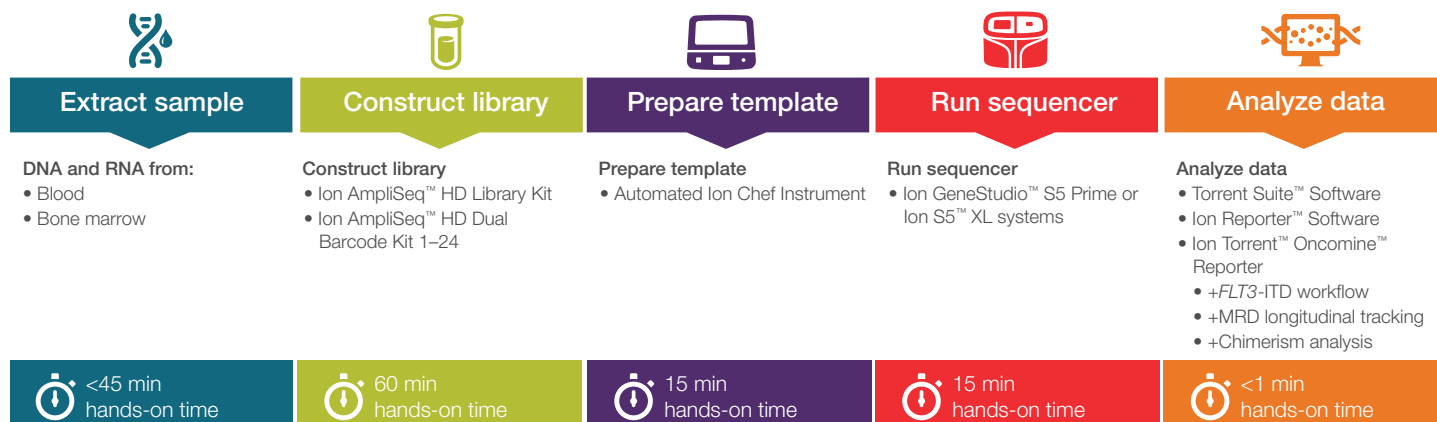 Extract sample
Construct library
Prepare template
Run sequencer
Analyze data
DNA and RNA from:
• Blood
• Bone marrow
Construct library
• Ion AmpliSeq™ HD Library Kit
• Ion AmpliSeq™ HD Dual
Barcode Kit 1–24
Prepare template
• Automated Ion Chef Instrument
Run sequencer
• Ion GeneStudio™ S5 Prime or
Ion S5™ XL systems
Analyze data
• Torrent Suite™ Software
• Ion Reporter™ Software
• Ion Torrent™ Oncomine™
Reporter
• +FLT3-ITD workflow
• +MRD longitudinal tracking
• +Chimerism analysis
<45 min
hands-on time
60 min
hands-on time
15 min
hands-on time
15 min
hands-on time
<1 min
hands-on time